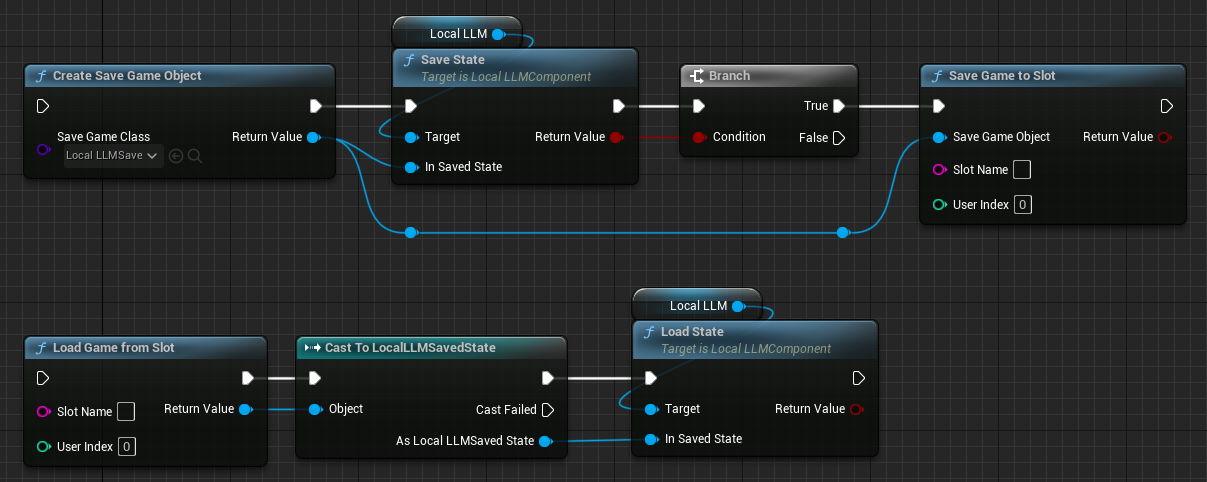 Local LLM
Create Save Game Object
Save Game Class
Local LLMSave
Return Value
Save State
Target is Local LLMComponent
Target
Return Value
In Saved State
Branch
True
Condition
False
Save Game to Slot
Save Game Object
Return Value
Slot Name
User Index 0
Local LLM
Load Game from Slot
Slot Name
Return Value
User Index 0
Cast To LocalLLMSavedState
Object
Cast Failed
As Local LLMSaved State
Load State
Target is Local LLMComponent
Target
Return Value
In Saved State